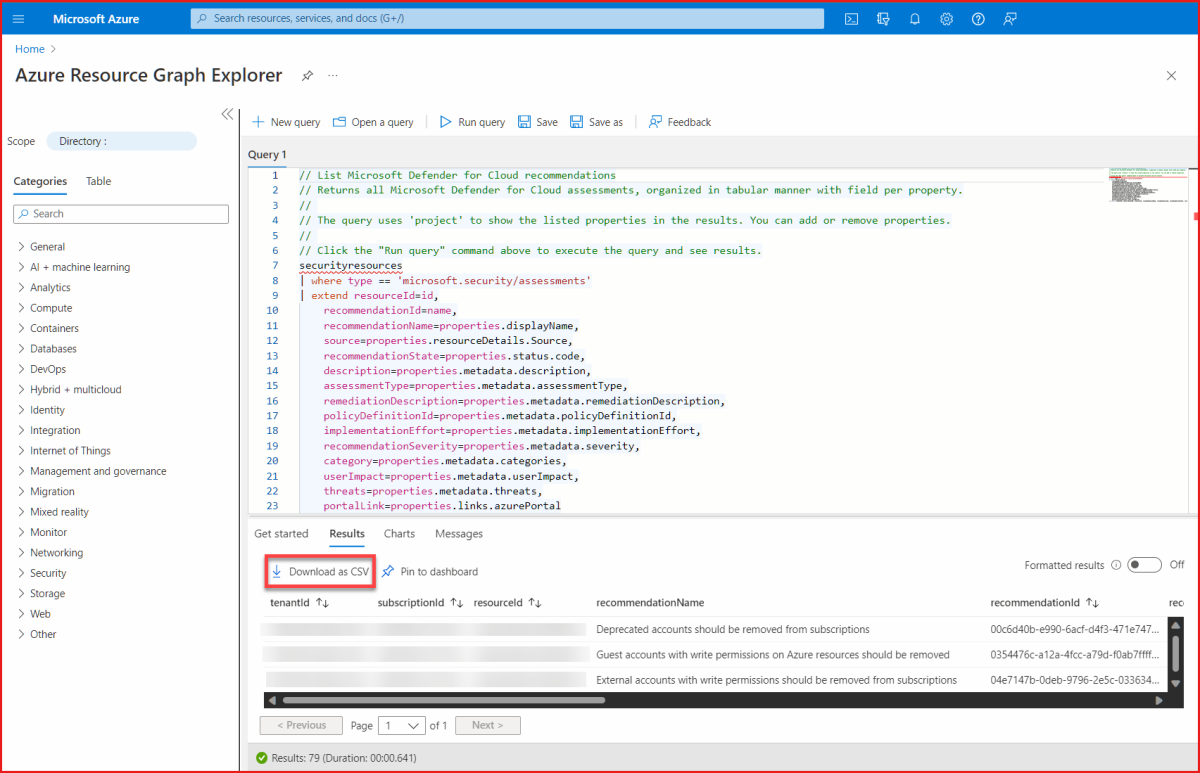 Microsoft Azure
Search resources, services, and docs (G+/)
Home
Azure Resource Graph Explorer
...
New query
Open a query
Run query
Save
Save as
Feedback
Scope
Directory :
Categories
Table
Search
General
AI + machine learning
Analytics
Compute
Containers
Databases
DevOps
Hybrid + multicloud
Identity
Integration
Internet of Things
Management and governance
Migration
Mixed reality
Monitor
Networking
Security
Storage
Web
Other
Query 1
1 // List Microsoft Defender for Cloud recommendations
2 // Returns all Microsoft Defender for Cloud assessments, organized in tabular manner with field per property.
3 //
4 // The query uses 'project' to show the listed properties in the results. You can add or remove properties.
5 //
6 // Click the "Run query" command above to execute the query and see results.
7 securityresources
8 | where type == 'microsoft.security/assessments'
9 | extend resourceId=id,
10 recommendationId=name,
11 recommendationName=properties.displayName,
12 source=properties.resourceDetails.Source,
13 recommendationState=properties.status.code,
14 description=properties.metadata.description,
15 assessmentType=properties.metadata.assessmentType,
16 remediationDescription=properties.metadata.remediationDescription,
17 policyDefinitionId=properties.metadata.policyDefinitionId,
18 implementationEffort=properties.metadata.implementationEffort,
19 recommendationSeverity=properties.metadata.severity,
20 category=properties.metadata.categories,
21 userImpact=properties.metadata.userImpact,
22 threats=properties.metadata.threats,
23 portalLink=properties.links.azurePortal
Get started
Results
Charts
Messages
Download as CSV
Pin to dashboard
Formatted results
Off
tenantId
subscriptionId
resourceId
recommendationName
recommendationId
rec
Deprecated accounts should be removed from subscriptions
00c6d40b-e990-6acf-d4f3-471e747...
Guest accounts with write permissions on Azure resources should be removed
0354476c-a12a-4fcc-a79d-f0ab7ffff...
External accounts with write permissions should be removed from subscriptions
04e7147b-0deb-9796-2e5c-033634...
< Previous
Page
1
of 1
Next >
Results: 79 (Duration: 00:00.641)